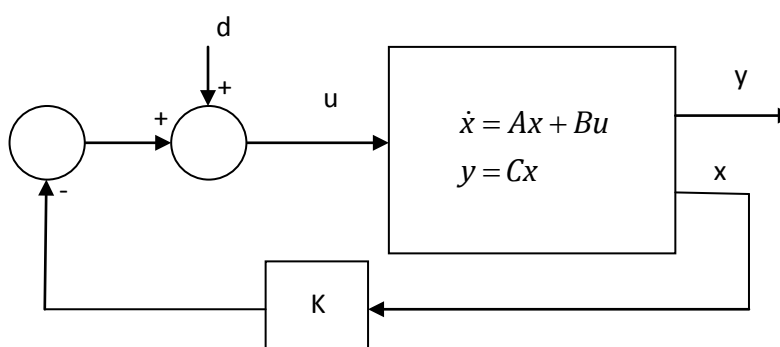 d
+
+
u
y
ẋ = Ax + Bu
y = Cx
x
-
K